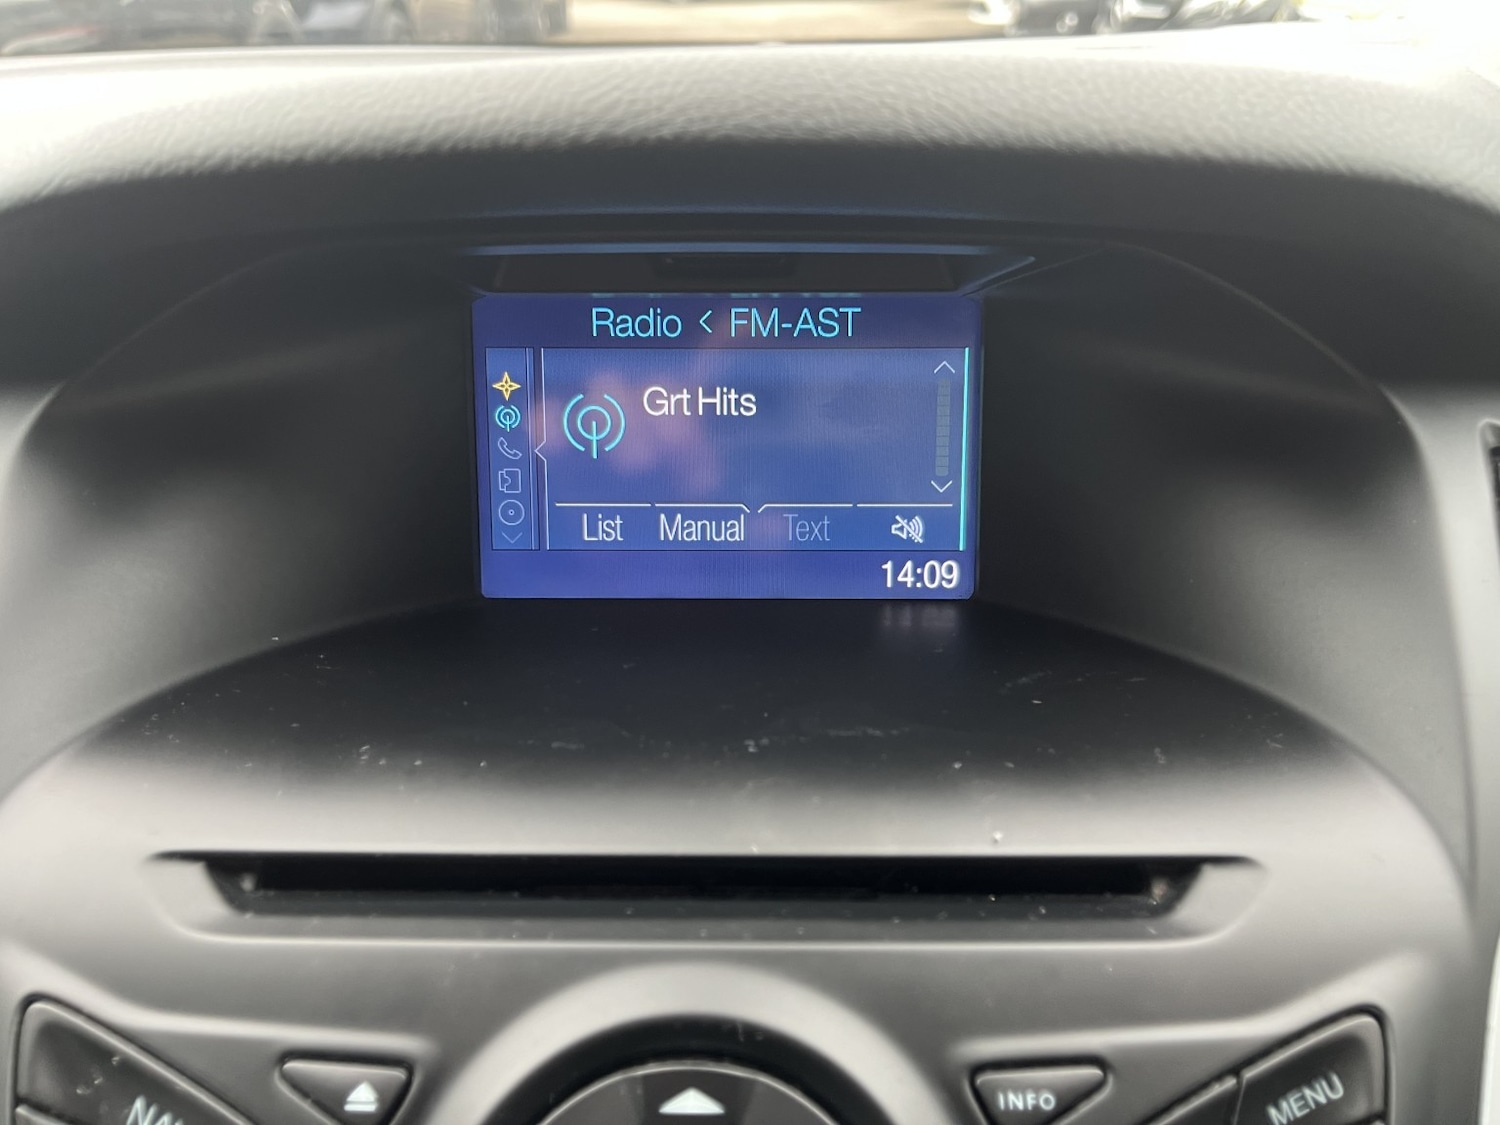 Radio < FM-AST
Grt Hits
List Manual Text
14:09
INFO
MENU